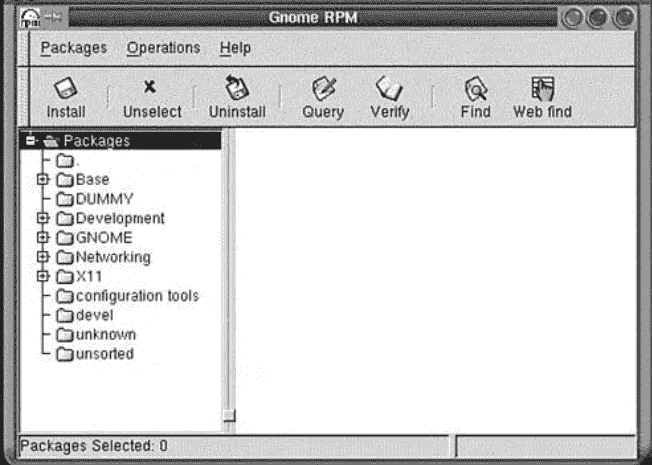 Gnome RPM
rpm
Packages Operations Help
Install Unselect Uninstall Query Verify Find Web find
Packages
.
Base
DUMMY
Development
GNOME
Networking
X11
configuration tools
devel
unknown
unsorted
Packages Selected: 0